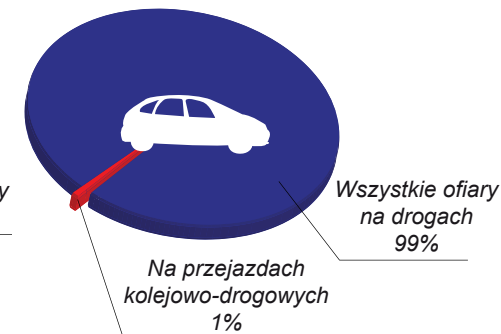 Wszystkie ofiary
na drogach
99%
Na przejazdach
kolejowo-drogowych
1%